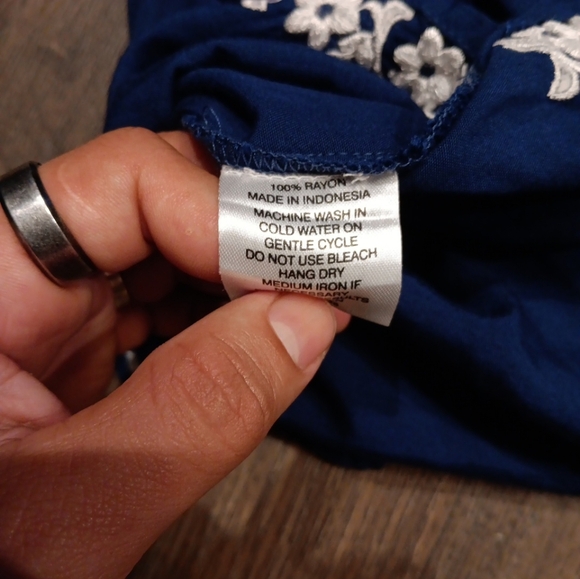 100% RAYON
MADE IN INDONESIA
MACHINE WASH IN
COLD WATER ON
GENTLE CYCLE
DO NOT USE BLEACH
HANG DRY
MEDIUM IRON IF
NECESSARY